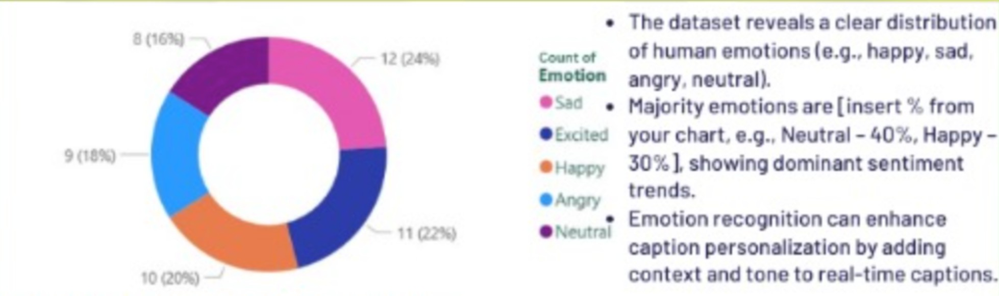 8 (16%)
12 (24%)
9 (18%)
11 (22%)
10 (20%)
Count of
Emotion
Sad
Excited
Happy
Angry
Neutral
• The dataset reveals a clear distribution
of human emotions (e.g., happy, sad,
angry, neutral).
• Majority emotions are [insert % from
your chart, e.g., Neutral – 40%, Happy –
30%], showing dominant sentiment
trends.
• Emotion recognition can enhance
caption personalization by adding
context and tone to real-time captions.